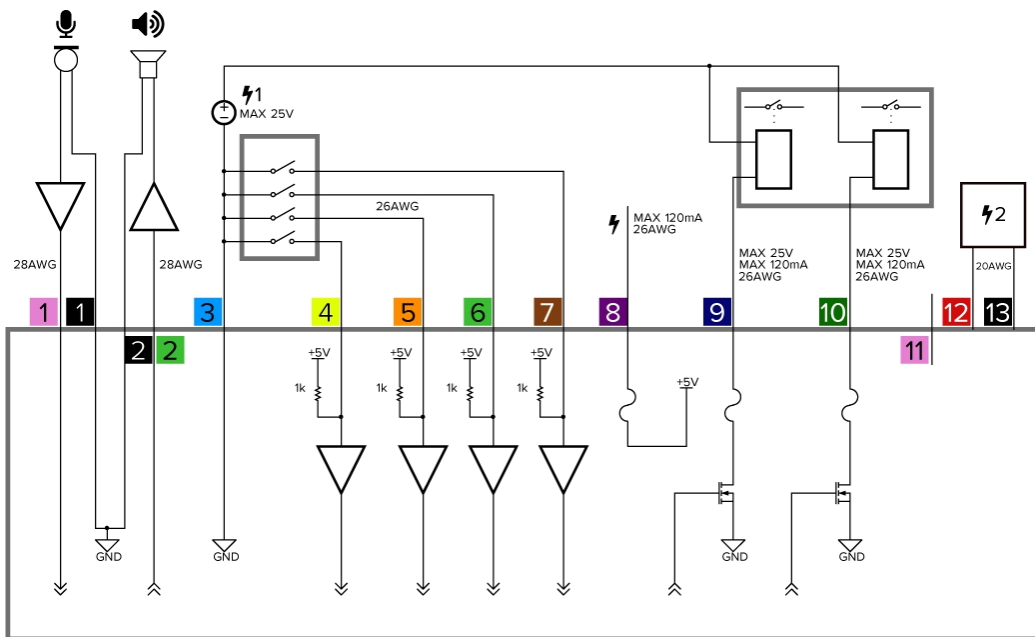 1
MAX 25V
26AWG
MAX 120mA
26AWG
2
28AWG
28AWG
MAX 25V
MAX 120mA
26AWG
MAX 25V
MAX 120mA
26AWG
20AWG
1
1
3
4
5
6
7
8
9
10
12
13
2
2
11
+5V
+5V
+5V
+5V
+5V
1k
1k
1k
1k
GND
GND
GND
GND